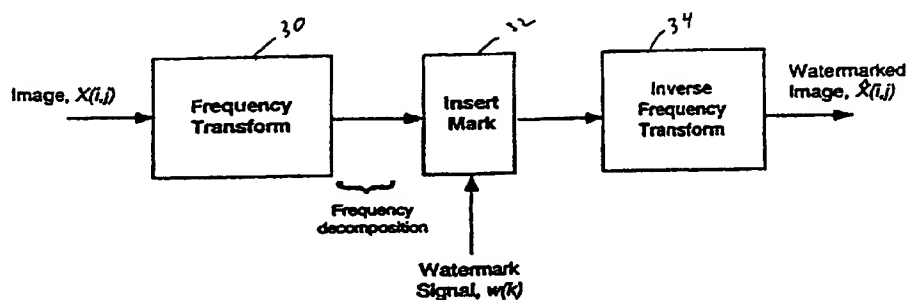 30
32
34
Image, X(i,j)
Frequency
Transform
Insert
Mark
Inverse
Frequency
Transform
Watermarked
Image, X̂(i,j)
Frequency
decomposition
Watermark
Signal, w(k)